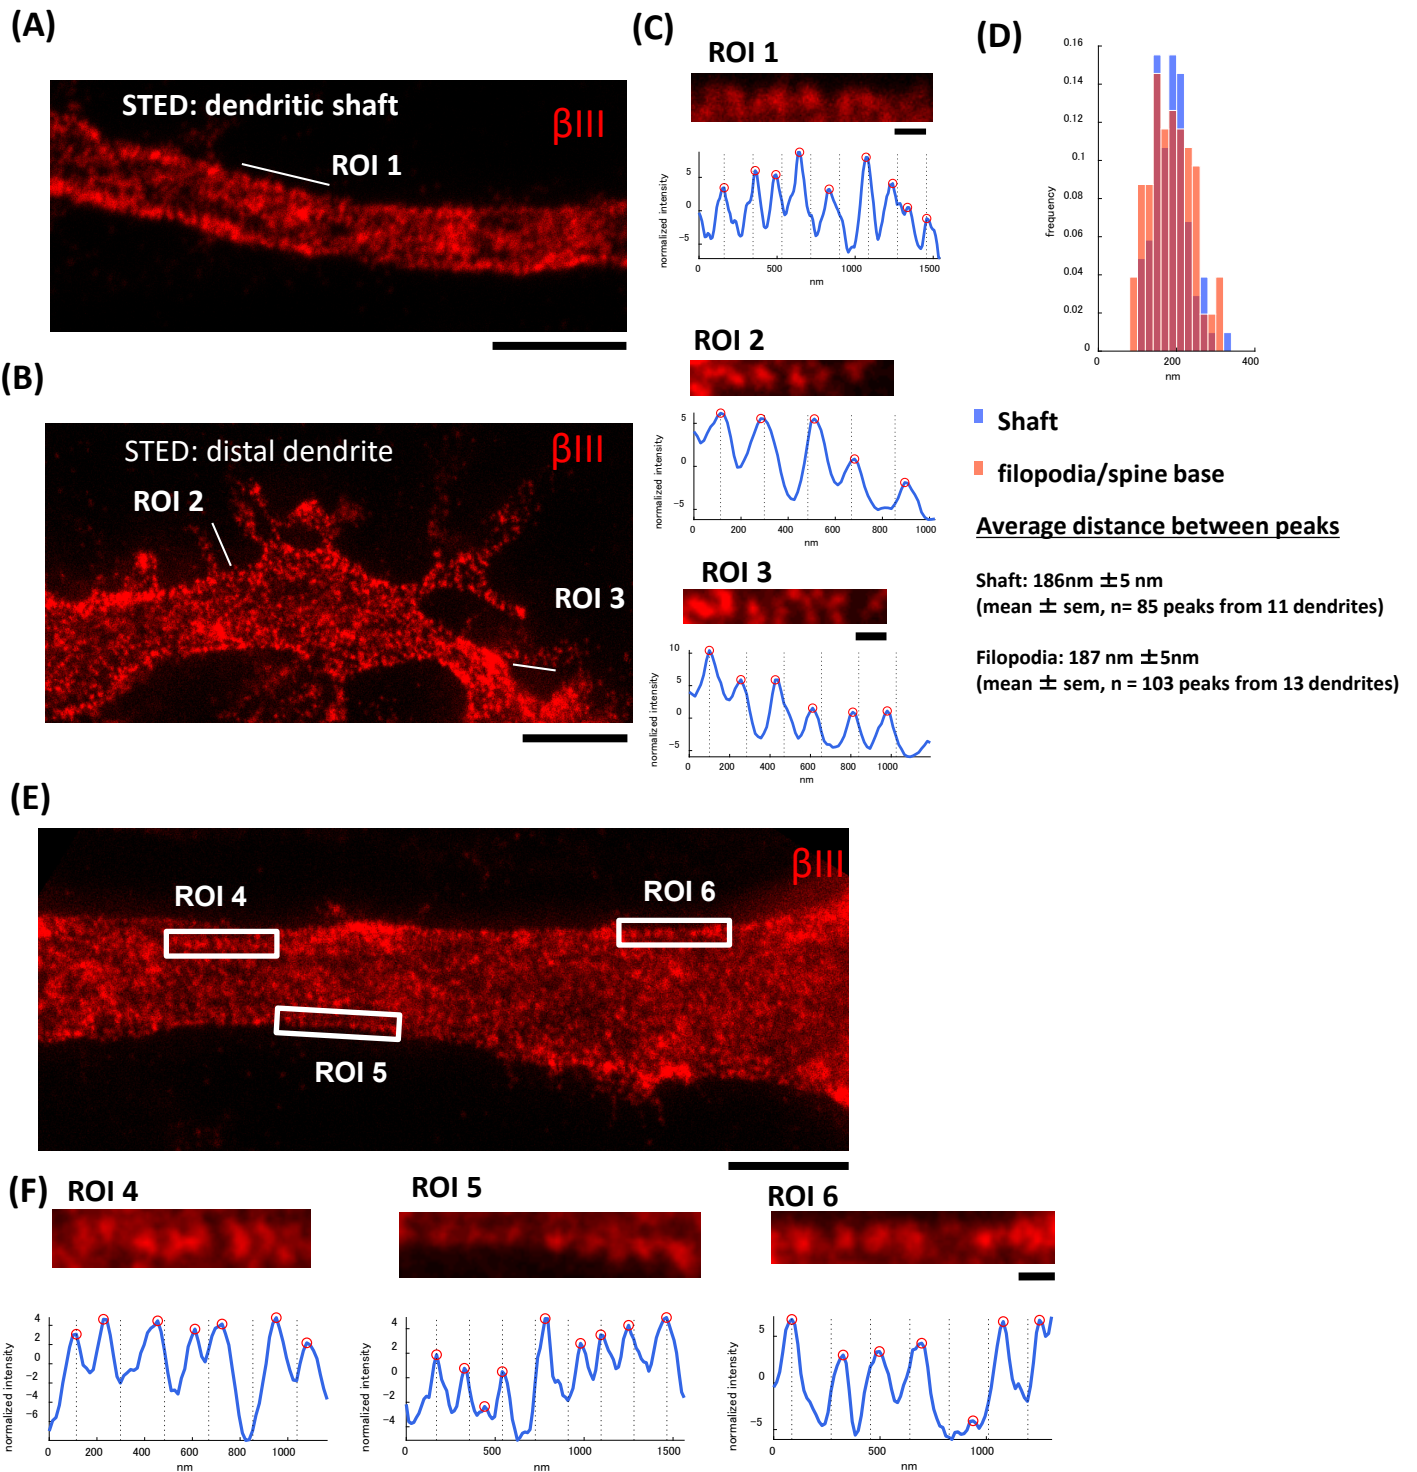 (A)
STED: dendritic shaft
βIII
ROI 1
(B)
STED: distal dendrite
βIII
ROI 2
ROI 3
(C)
ROI 1
normalized intensity
5
0
−5
0 500 1000 1500
nm
ROI 2
normalized intensity
5
0
−5
0 200 400 600 800 1000
nm
ROI 3
normalized intensity
10
5
0
−5
0 200 400 600 800 1000
nm
(D)
frequency
0.16
0.14
0.12
0.1
0.08
0.06
0.04
0.02
0
0 200 400
nm
Shaft
filopodia/spine base
Average distance between peaks
Shaft: 186nm ±5 nm
(mean ± sem, n= 85 peaks from 11 dendrites)
Filopodia: 187 nm ±5nm
(mean ± sem, n = 103 peaks from 13 dendrites)
(E)
βIII
ROI 4
ROI 6
ROI 5
(F)
ROI 4
normalized intensity
4
2
0
−2
−4
−6
0 200 400 600 800 1000
nm
ROI 5
normalized intensity
4
2
0
−2
−4
0 500 1000 1500
nm
ROI 6
normalized intensity
5
0
−5
0 500 1000
nm